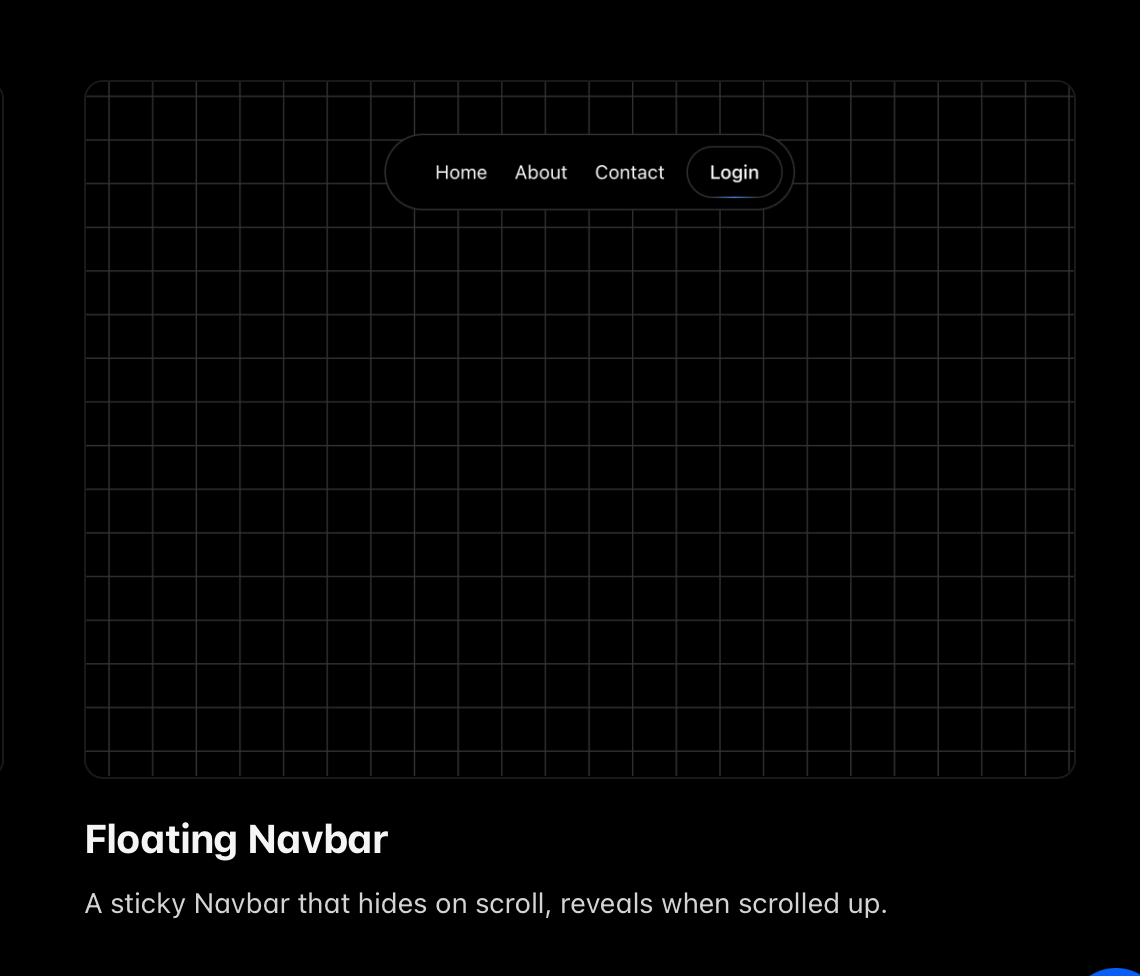 Home About Contact Login
Floating Navbar
A sticky Navbar that hides on scroll, reveals when scrolled up.